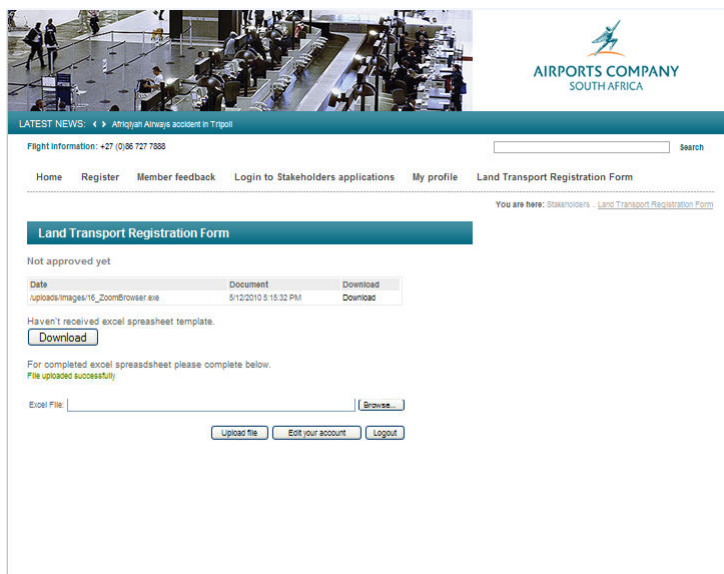 AIRPORTS COMPANY
SOUTH AFRICA
LATEST NEWS: Afriqiyah Airways accident in Tripoli
Flight information: +27 (0)86 727 7888
Search
Home Register Member feedback Login to Stakeholders applications My profile Land Transport Registration Form
You are here: Stakeholders .. Land Transport Registration Form
Land Transport Registration Form
Not approved yet
Date Document Download
/uploads/images/16_ZoomBrowser.exe 5/12/2010 5:15:32 PM Download
Haven't received excel spreasheet template.
Download
For completed excel spreasdsheet please complete below.
File uploaded successfully
Excel File: Browse...
Upload file Edit your account Logout